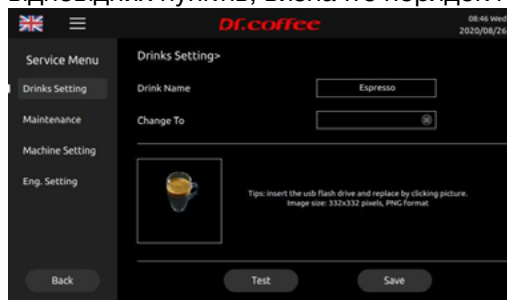 08:46 Wed
Dr.coffee
2020/08/26
Service Menu
Drinks Setting>
Drinks Setting
Drink Name
Espresso
Maintenance
Change To
Machine Setting
Eng. Setting
Tips: insert the usb flash drive and replace by clicking picture.
Image size: 332x332 pixels, PNG format
Back
Test
Save